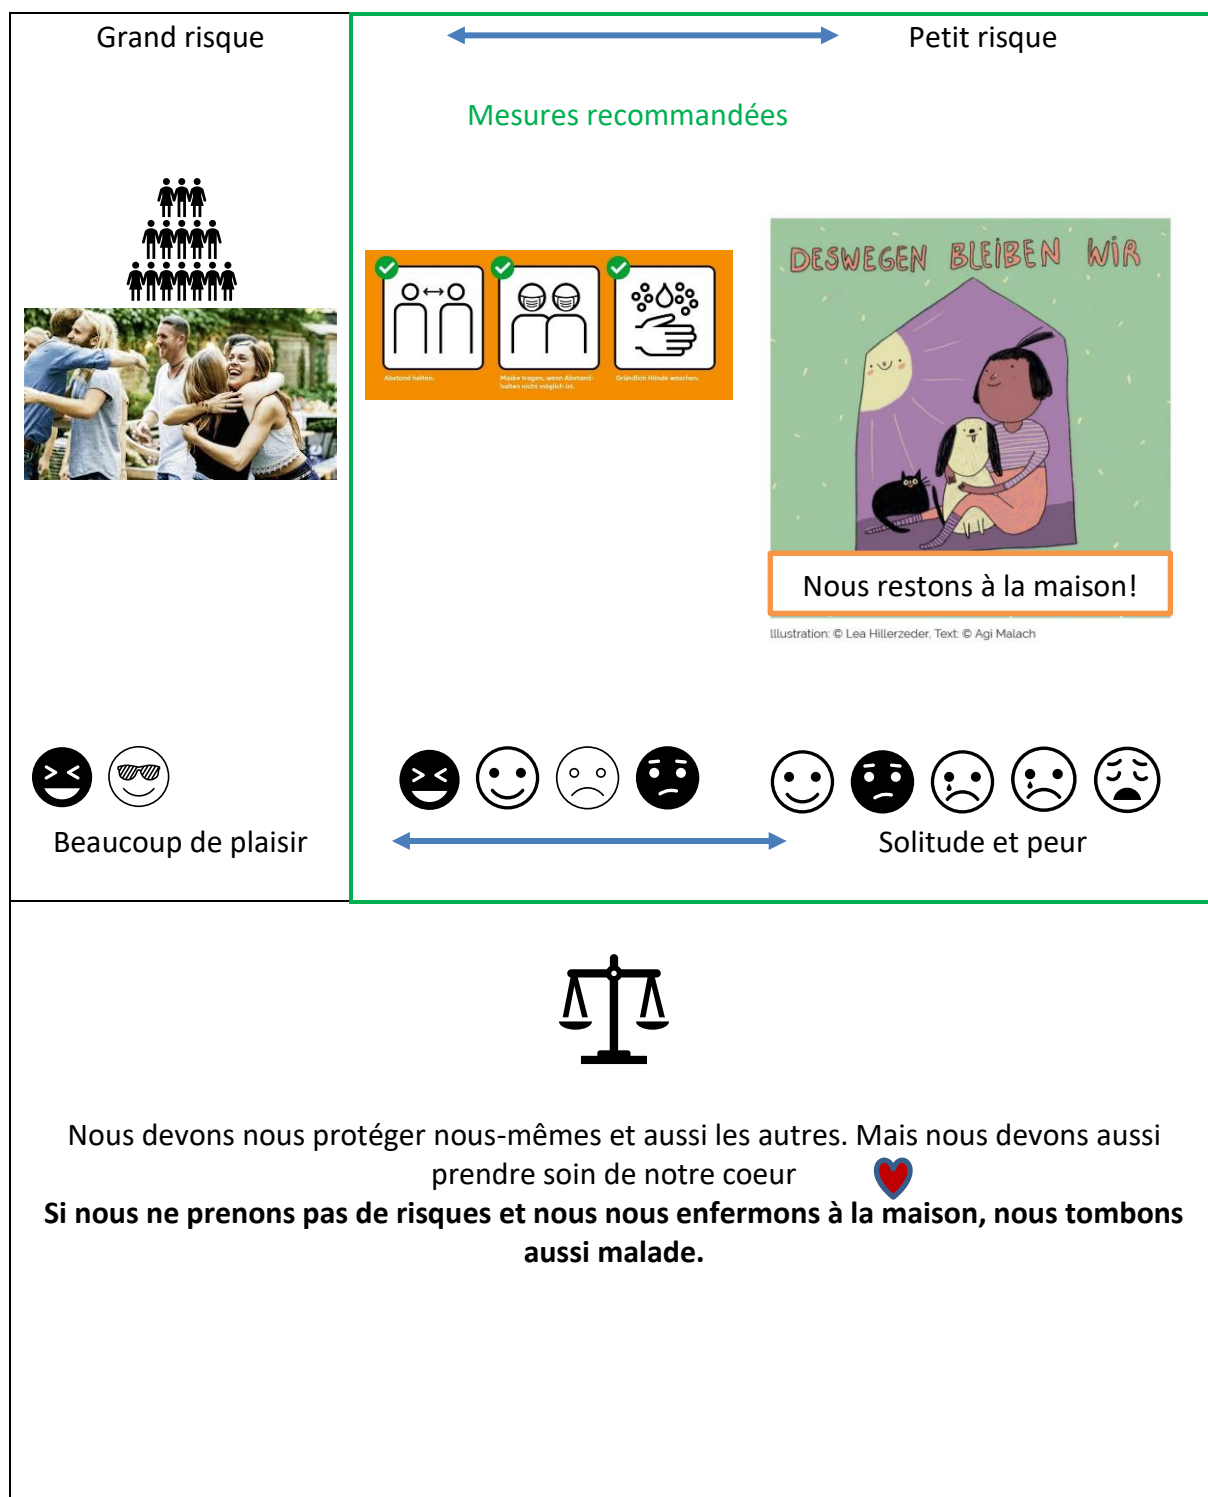 Grand risque
Petit risque
Mesures recommandées
DESWEGEN BLEIBEN WIR
Abstand halten.
Maske tragen, wenn Abstand-
halten nicht möglich ist.
Gründlich Hände waschen.
Nous restons à la maison!
Illustration: © Lea Hillerzeder, Text: © Agi Malach
Beaucoup de plaisir
Solitude et peur
Nous devons nous protéger nous-mêmes et aussi les autres. Mais nous devons aussi
prendre soin de notre coeur
Si nous ne prenons pas de risques et nous nous enfermons à la maison, nous tombons
aussi malade.